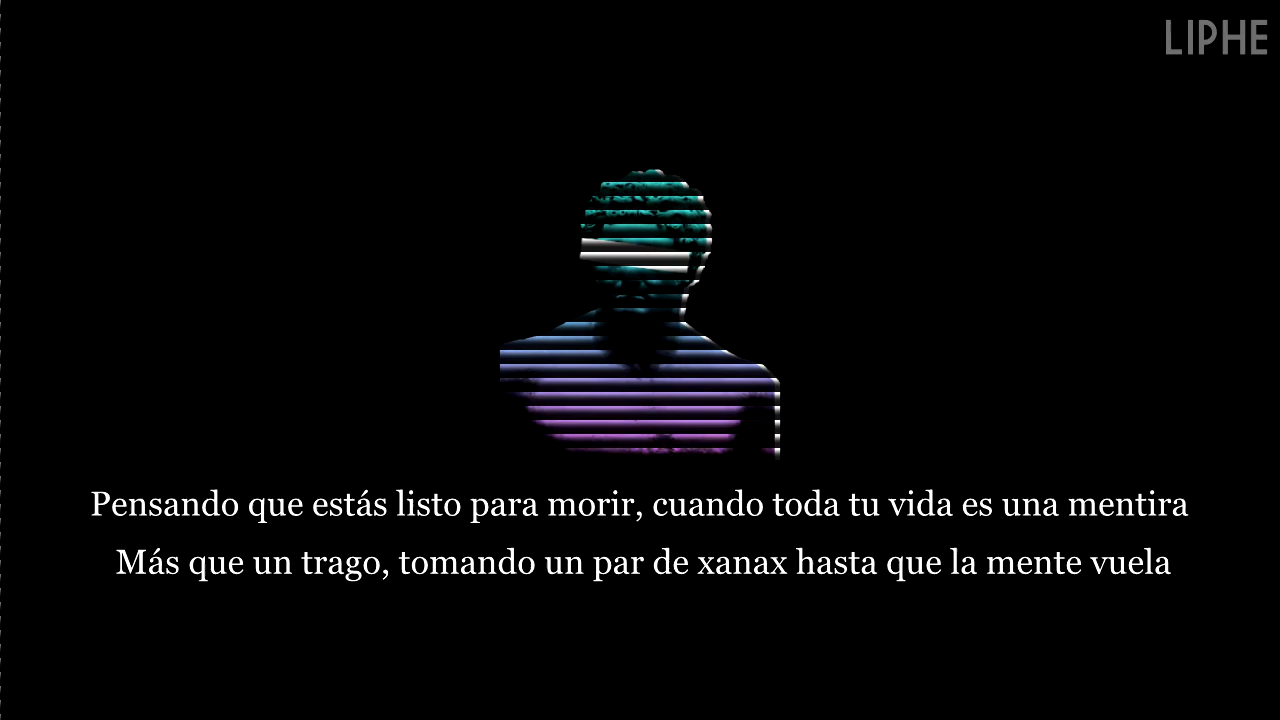 LIPHE
Pensando que estás listo para morir, cuando toda tu vida es una mentira
Más que un trago, tomando un par de xanax hasta que la mente vuela